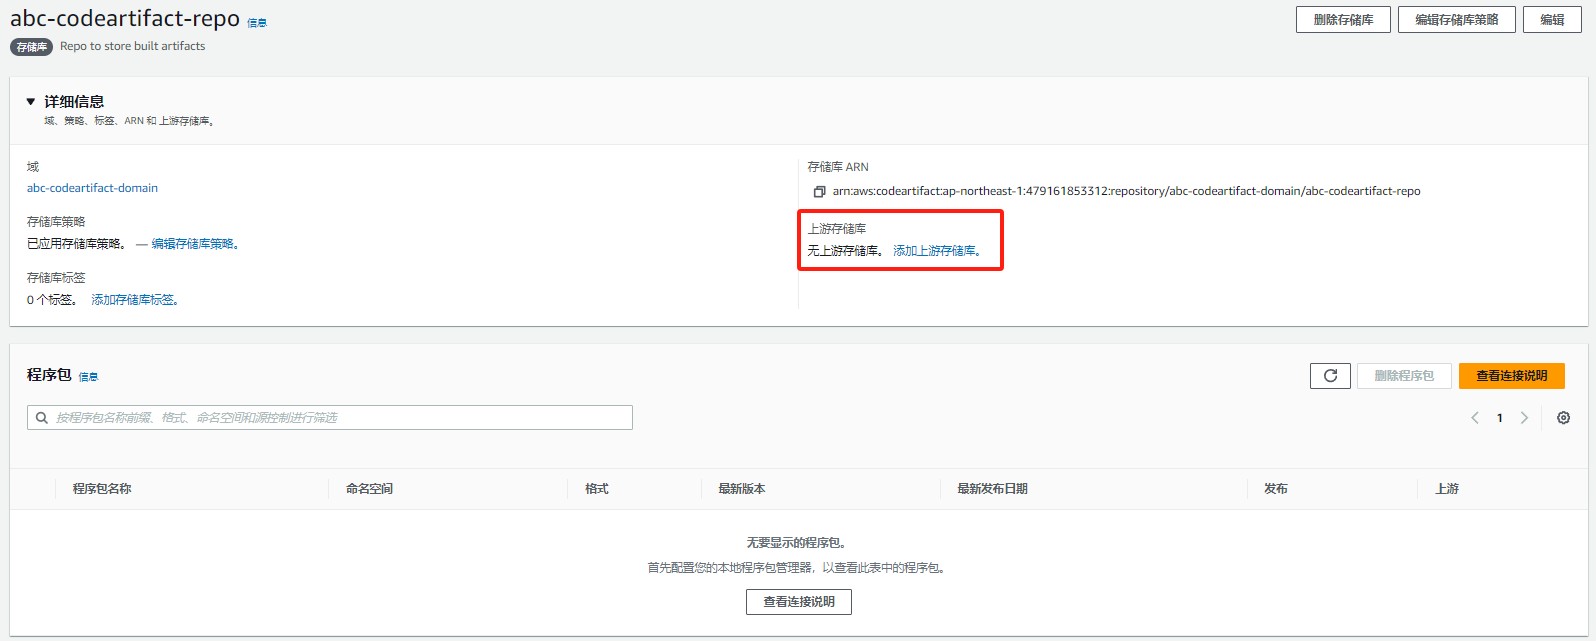 abc-codeartifact-repo 信息
删除存储库 编辑存储库策略 编辑
存储库 Repo to store built artifacts
详细信息
域、策略、标签、ARN 和 上游存储库。
域
abc-codeartifact-domain
存储库策略
已应用存储库策略。 — 编辑存储库策略。
存储库标签
0 个标签。 添加存储库标签。
存储库 ARN
arn:aws:codeartifact:ap-northeast-1:479161853312:repository/abc-codeartifact-domain/abc-codeartifact-repo
上游存储库
无上游存储库。 添加上游存储库。
程序包 信息
删除程序包 查看连接说明
按程序包名称前缀、格式、命名空间和源控制进行筛选
1
程序包名称 命名空间 格式 最新版本 最新发布日期 发布 上游
无要显示的程序包。
首先配置您的本地程序包管理器，以查看此表中的程序包。
查看连接说明